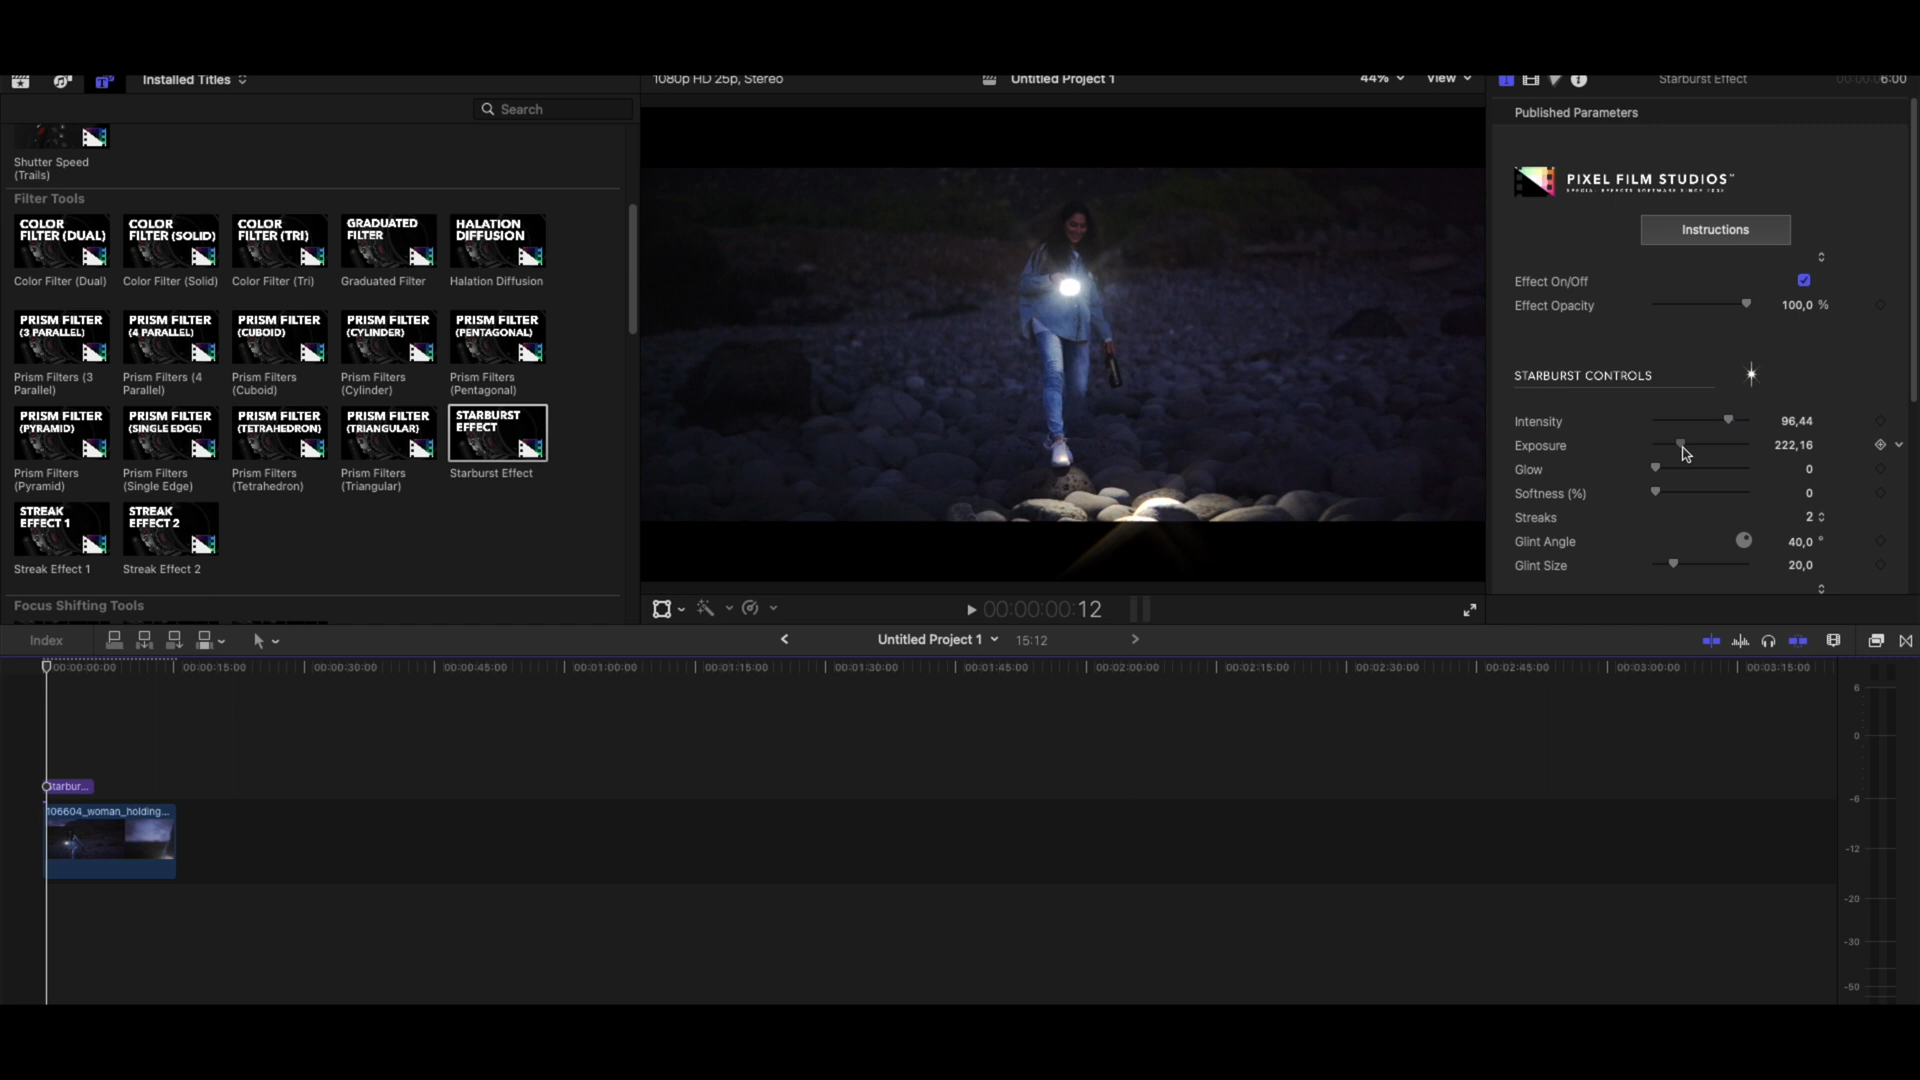 Installed Titles
1080p HD 25p, Stereo
Untitled Project 1
44%
View
Starburst Effect
6:00
Search
Published Parameters
Shutter Speed
(Trails)
Filter Tools
COLOR
FILTER (DUAL)
COLOR
FILTER (SOLID)
COLOR
FILTER (TRI)
GRADUATED
FILTER
HALATION
DIFFUSION
Color Filter (Dual)
Color Filter (Solid)
Color Filter (Tri)
Graduated Filter
Halation Diffusion
PRISM FILTER
(3 PARALLEL)
PRISM FILTER
(4 PARALLEL)
PRISM FILTER
(CUBOID)
PRISM FILTER
(CYLINDER)
PRISM FILTER
(PENTAGONAL)
Prism Filters (3
Parallel)
Prism Filters (4
Parallel)
Prism Filters
(Cuboid)
Prism Filters
(Cylinder)
Prism Filters
(Pentagonal)
PRISM FILTER
(PYRAMID)
PRISM FILTER
(SINGLE EDGE)
PRISM FILTER
(TETRAHEDRON)
PRISM FILTER
(TRIANGULAR)
STARBURST
EFFECT
Prism Filters
(Pyramid)
Prism Filters
(Single Edge)
Prism Filters
(Tetrahedron)
Prism Filters
(Triangular)
Starburst Effect
STREAK
EFFECT 1
STREAK
EFFECT 2
Streak Effect 1
Streak Effect 2
Focus Shifting Tools
PIXEL FILM STUDIOS™
Instructions
Effect On/Off
Effect Opacity 100,0 %
STARBURST CONTROLS
Intensity 96,44
Exposure 222,16
Glow 0
Softness (%) 0
Streaks 2
Glint Angle 40,0 °
Glint Size 20,0
00:00:00:12
Index
Untitled Project 1
15:12
00:00:00:00
00:00:15:00
00:00:30:00
00:00:45:00
00:01:00:00
00:01:15:00
00:01:30:00
00:01:45:00
00:02:00:00
00:02:15:00
00:02:30:00
00:02:45:00
00:03:00:00
00:03:15:00
6
0
-6
-12
-20
-30
-50
Starbur...
106604_woman_holding...